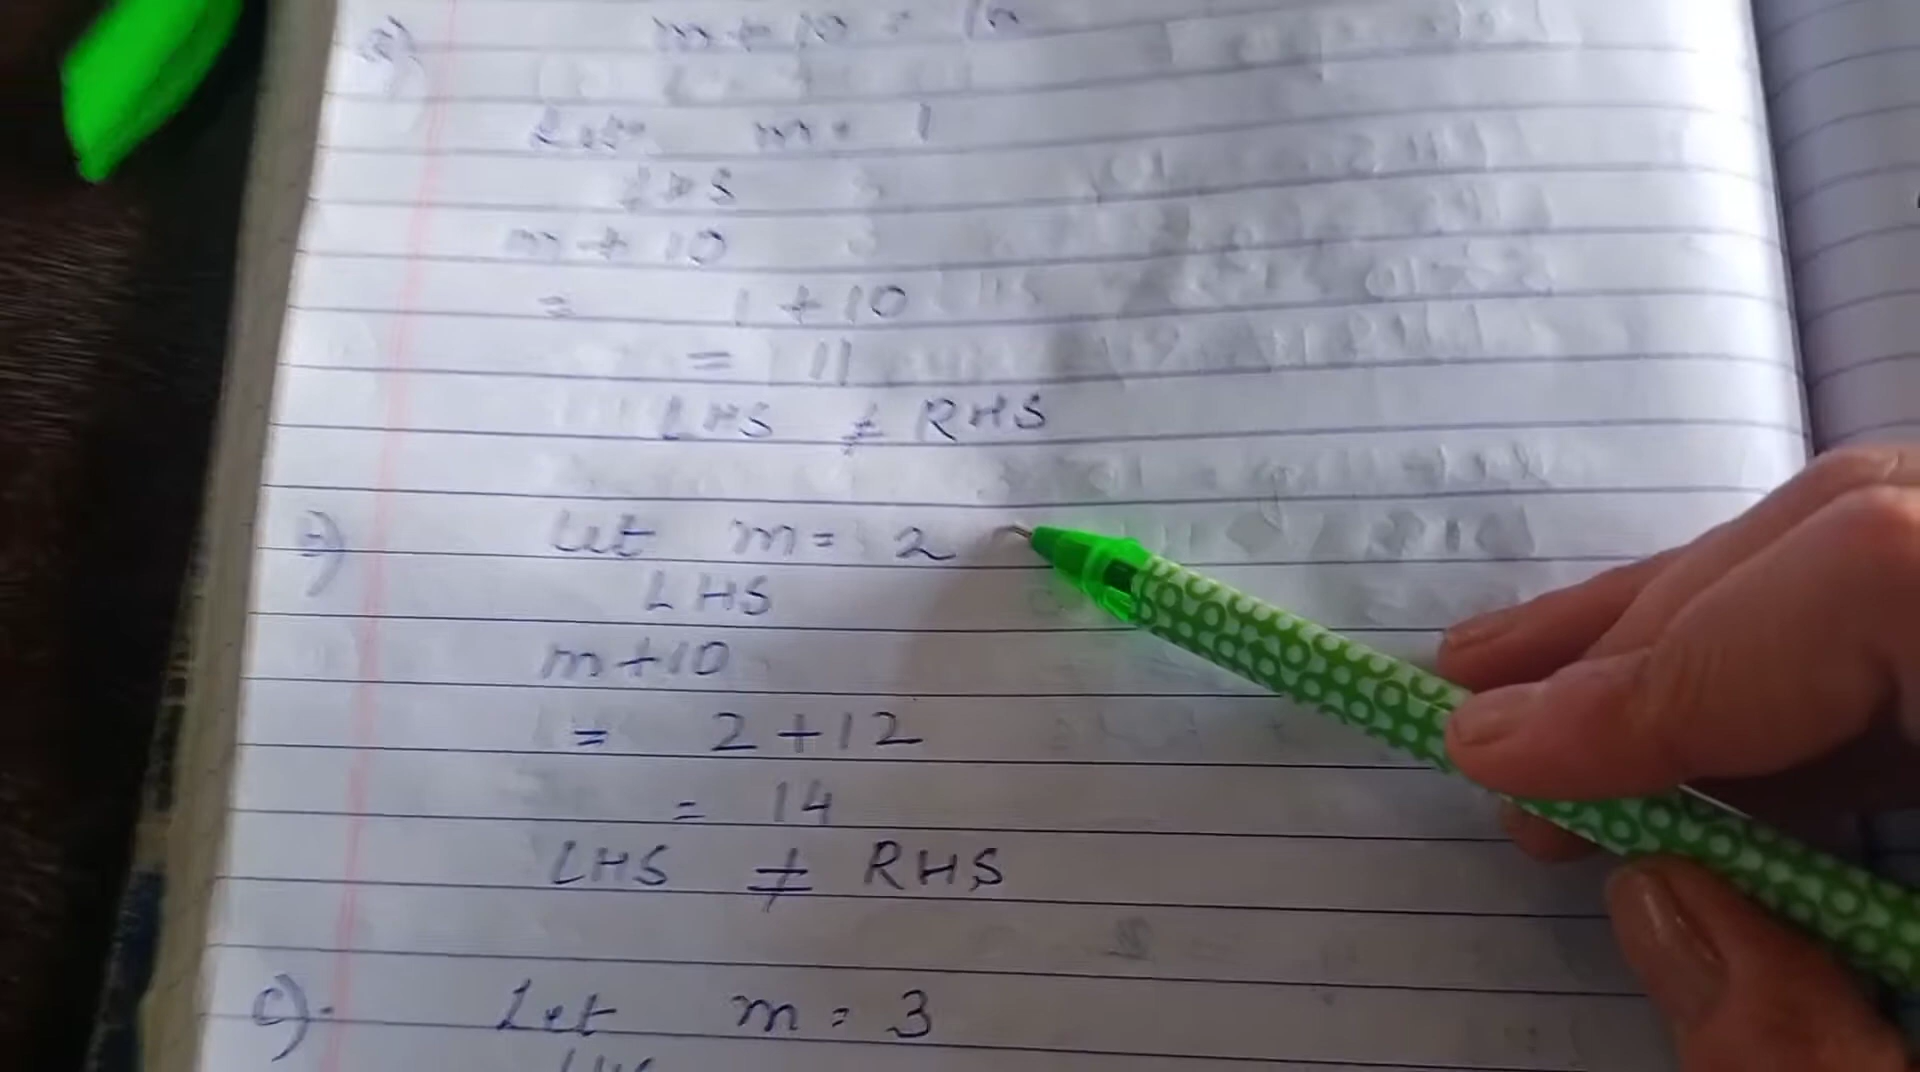 m + 10 = 16
Let m = 1
LHS
m + 10
= 1 + 10
= 11
LHS ≠ RHS
Let m = 2
LHS
m + 10
= 2 + 12
= 14
LHS ≠ RHS
c). Let m = 3
LHS